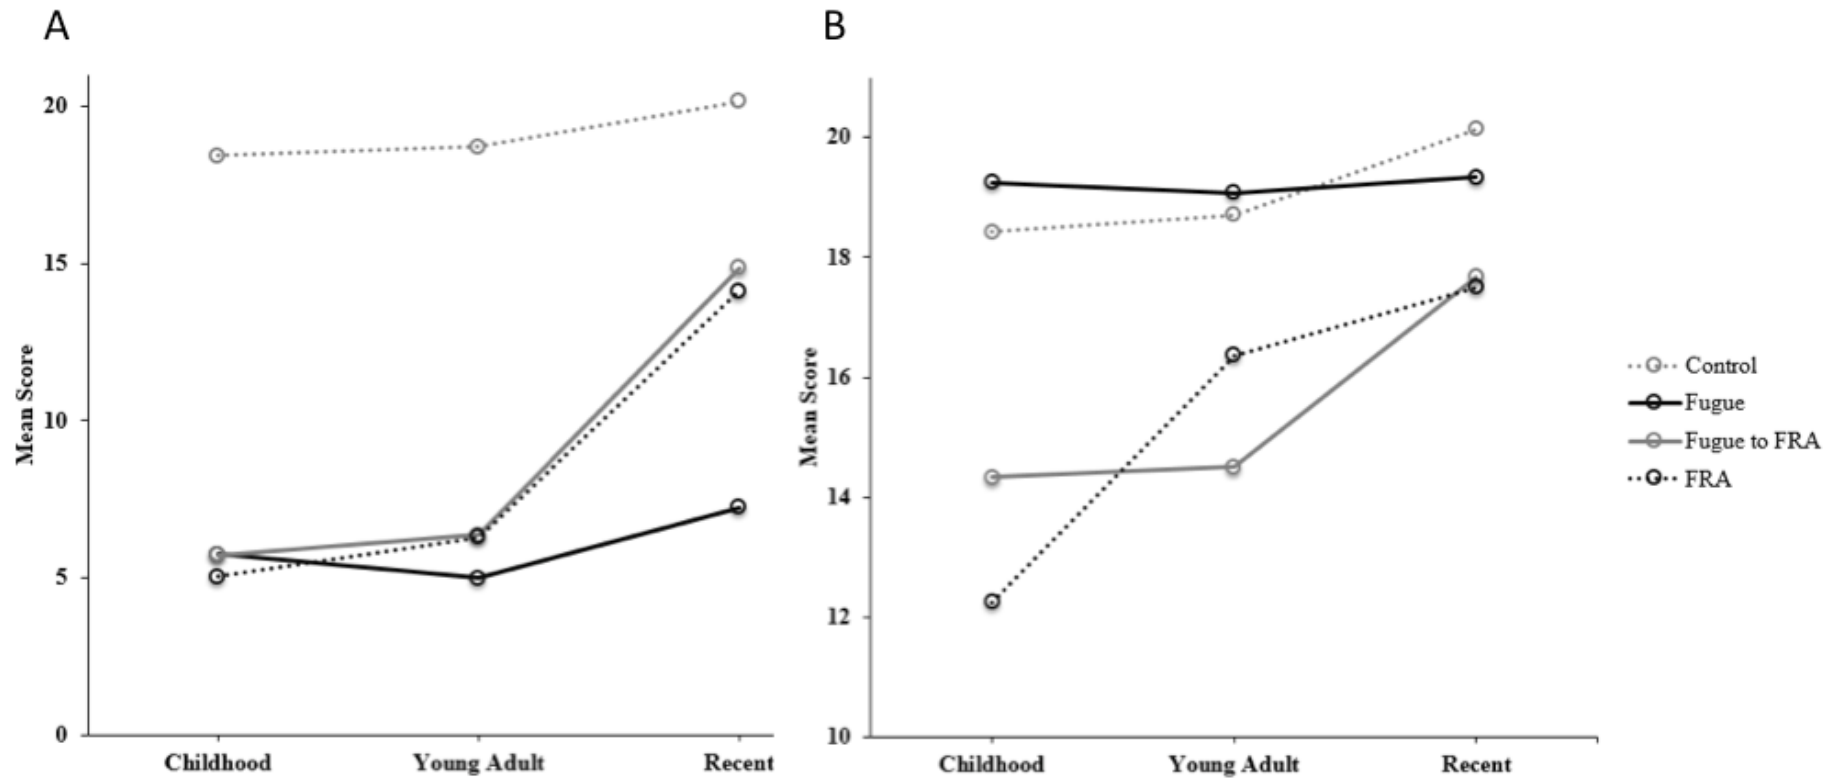 A
20
15
10
5
0
Mean Score
Childhood Young Adult Recent
B
20
18
16
14
12
10
Mean Score
Childhood Young Adult Recent
Control
Fugue
Fugue to FRA
FRA